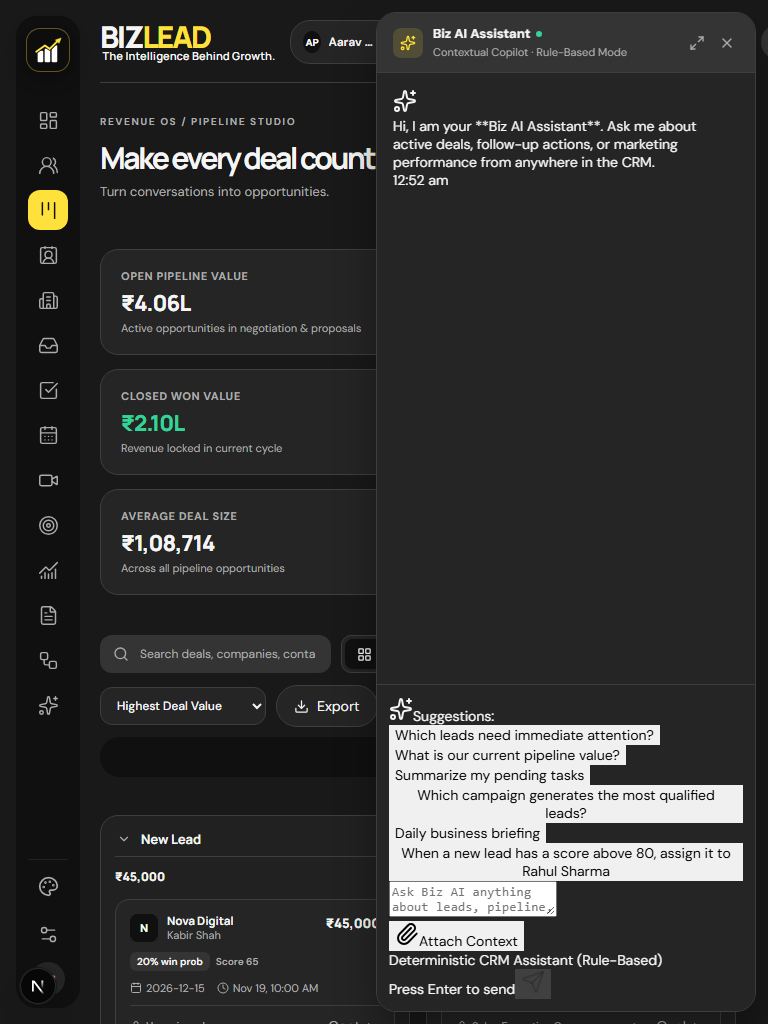 BIZLEAD
The Intelligence Behind Growth.
AP Aarav ...
REVENUE OS / PIPELINE STUDIO
Make every deal count
Turn conversations into opportunities.
OPEN PIPELINE VALUE
₹4.06L
Active opportunities in negotiation & proposals
CLOSED WON VALUE
₹2.10L
Revenue locked in current cycle
AVERAGE DEAL SIZE
₹1,08,714
Across all pipeline opportunities
Search deals, companies, conta
Highest Deal Value
Export
New Lead
₹45,000
N
Nova Digital
₹45,000
Kabir Shah
20% win prob
Score 65
2026-12-15
Nov 19, 10:00 AM
N
Biz AI Assistant
Contextual Copilot · Rule-Based Mode
Hi, I am your **Biz AI Assistant**. Ask me about
active deals, follow-up actions, or marketing
performance from anywhere in the CRM.
12:52 am
Suggestions:
Which leads need immediate attention?
What is our current pipeline value?
Summarize my pending tasks
Which campaign generates the most qualified
leads?
Daily business briefing
When a new lead has a score above 80, assign it to
Rahul Sharma
Ask Biz AI anything
about leads, pipeline,
Attach Context
Deterministic CRM Assistant (Rule-Based)
Press Enter to send